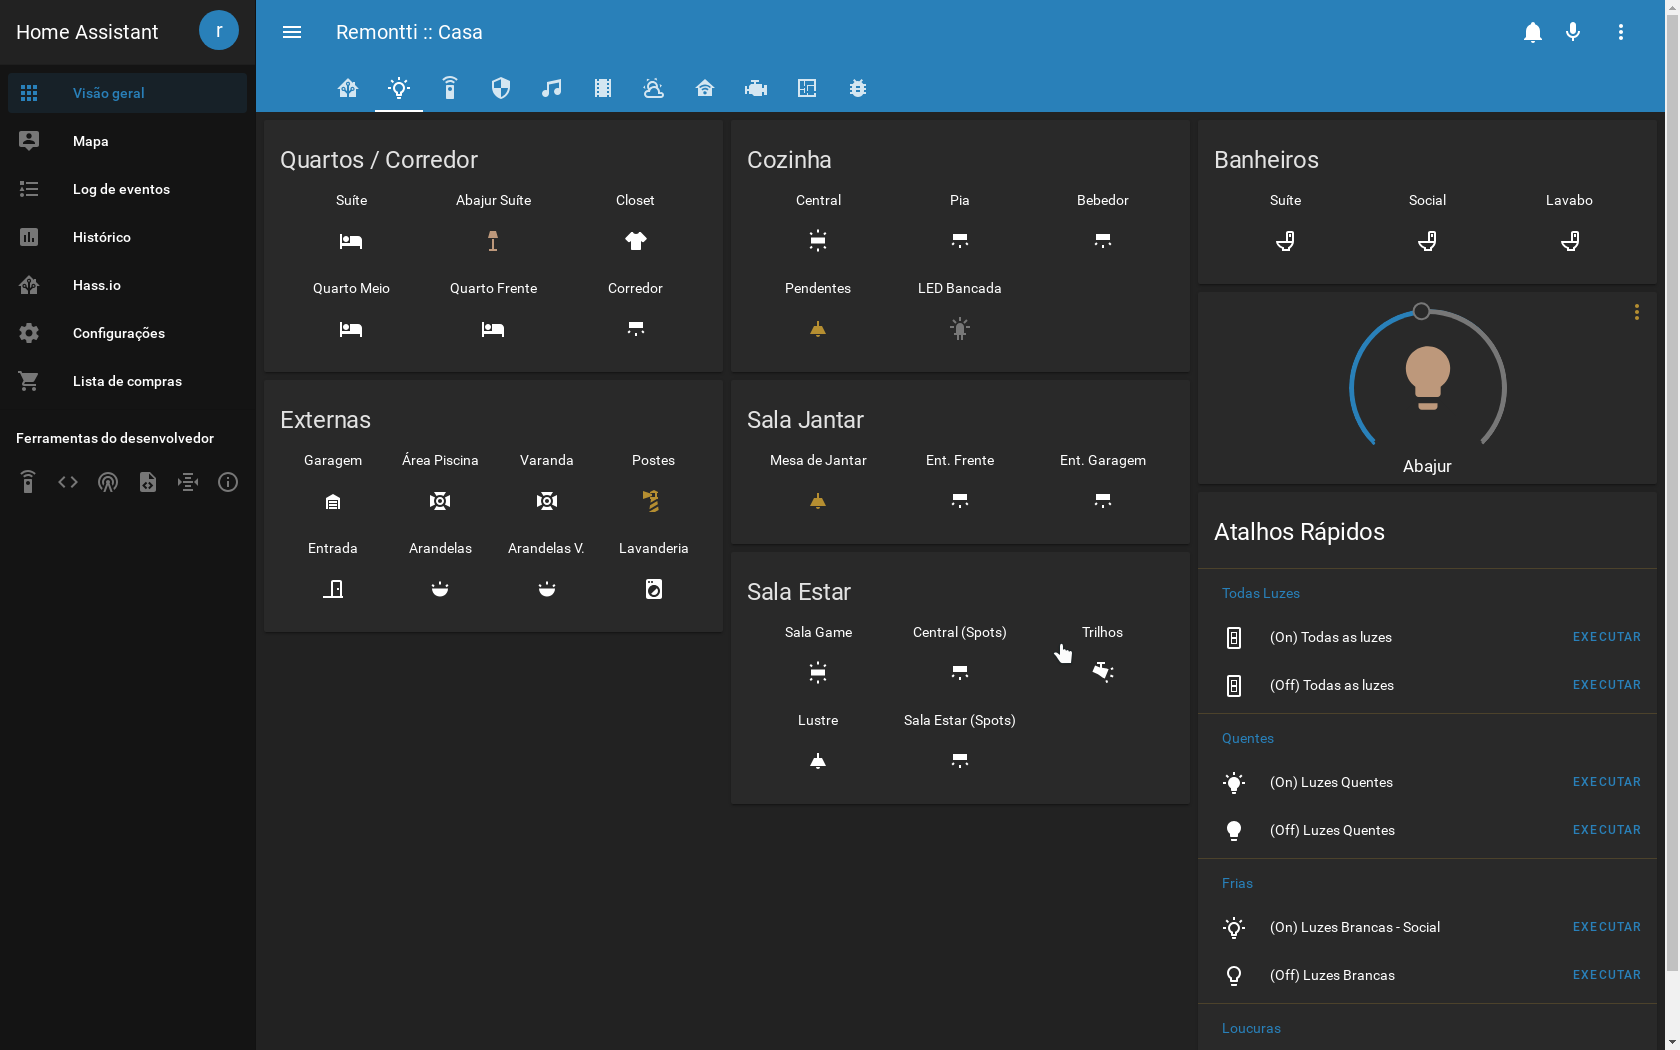 Home Assistant
r
Remontti :: Casa
Visão geral
Mapa
Log de eventos
Histórico
Hass.io
Configurações
Lista de compras
Ferramentas do desenvolvedor
Quartos / Corredor
Suíte Abajur Suíte Closet
Quarto Meio Quarto Frente Corredor
Externas
Garagem Área Piscina Varanda Postes
Entrada Arandelas Arandelas V. Lavanderia
Cozinha
Central Pia Bebedor
Pendentes LED Bancada
Sala Jantar
Mesa de Jantar Ent. Frente Ent. Garagem
Sala Estar
Sala Game Central (Spots) Trilhos
Lustre Sala Estar (Spots)
Banheiros
Suíte Social Lavabo
Abajur
Atalhos Rápidos
Todas Luzes
(On) Todas as luzes EXECUTAR
(Off) Todas as luzes EXECUTAR
Quentes
(On) Luzes Quentes EXECUTAR
(Off) Luzes Quentes EXECUTAR
Frias
(On) Luzes Brancas - Social EXECUTAR
(Off) Luzes Brancas EXECUTAR
Loucuras